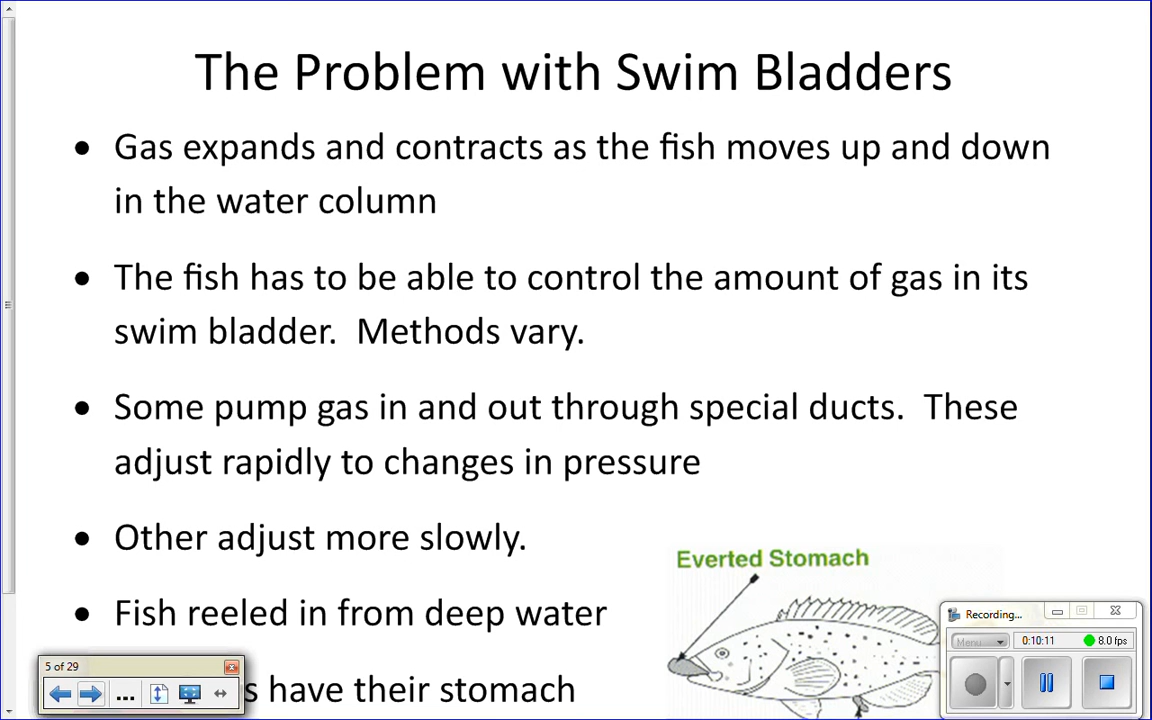 The Problem with Swim Bladders
• Gas expands and contracts as the fish moves up and down
in the water column
• The fish has to be able to control the amount of gas in its
swim bladder.  Methods vary.
• Some pump gas in and out through special ducts.  These
adjust rapidly to changes in pressure
• Other adjust more slowly.
Everted Stomach
• Fish reeled in from deep water
have their stomach
5 of 29
...
Recording...
Menu
0:10:11
8.0 fps